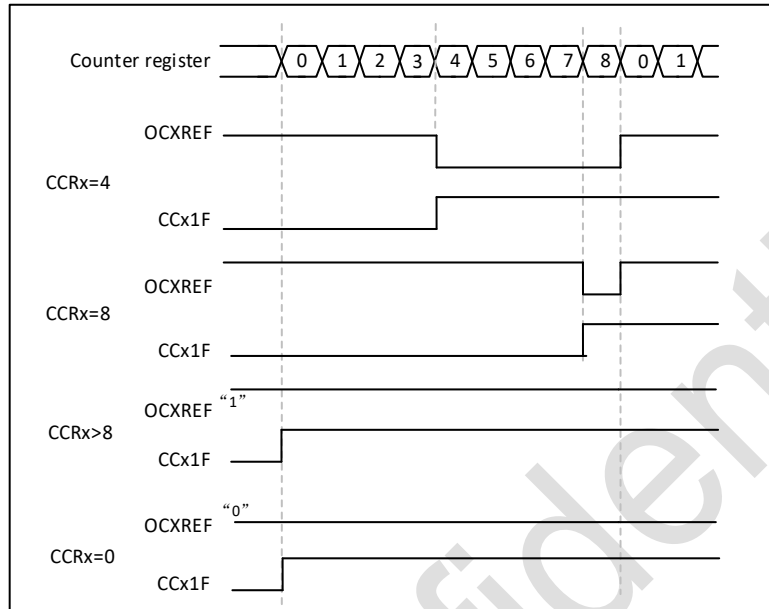 Counter register 0 1 2 3 4 5 6 7 8 0 1
OCXREF
CCRx=4
CCx1F
OCXREF
CCRx=8
CCx1F
OCXREF “1”
CCRx>8
CCx1F
OCXREF “0”
CCRx=0
CCx1F